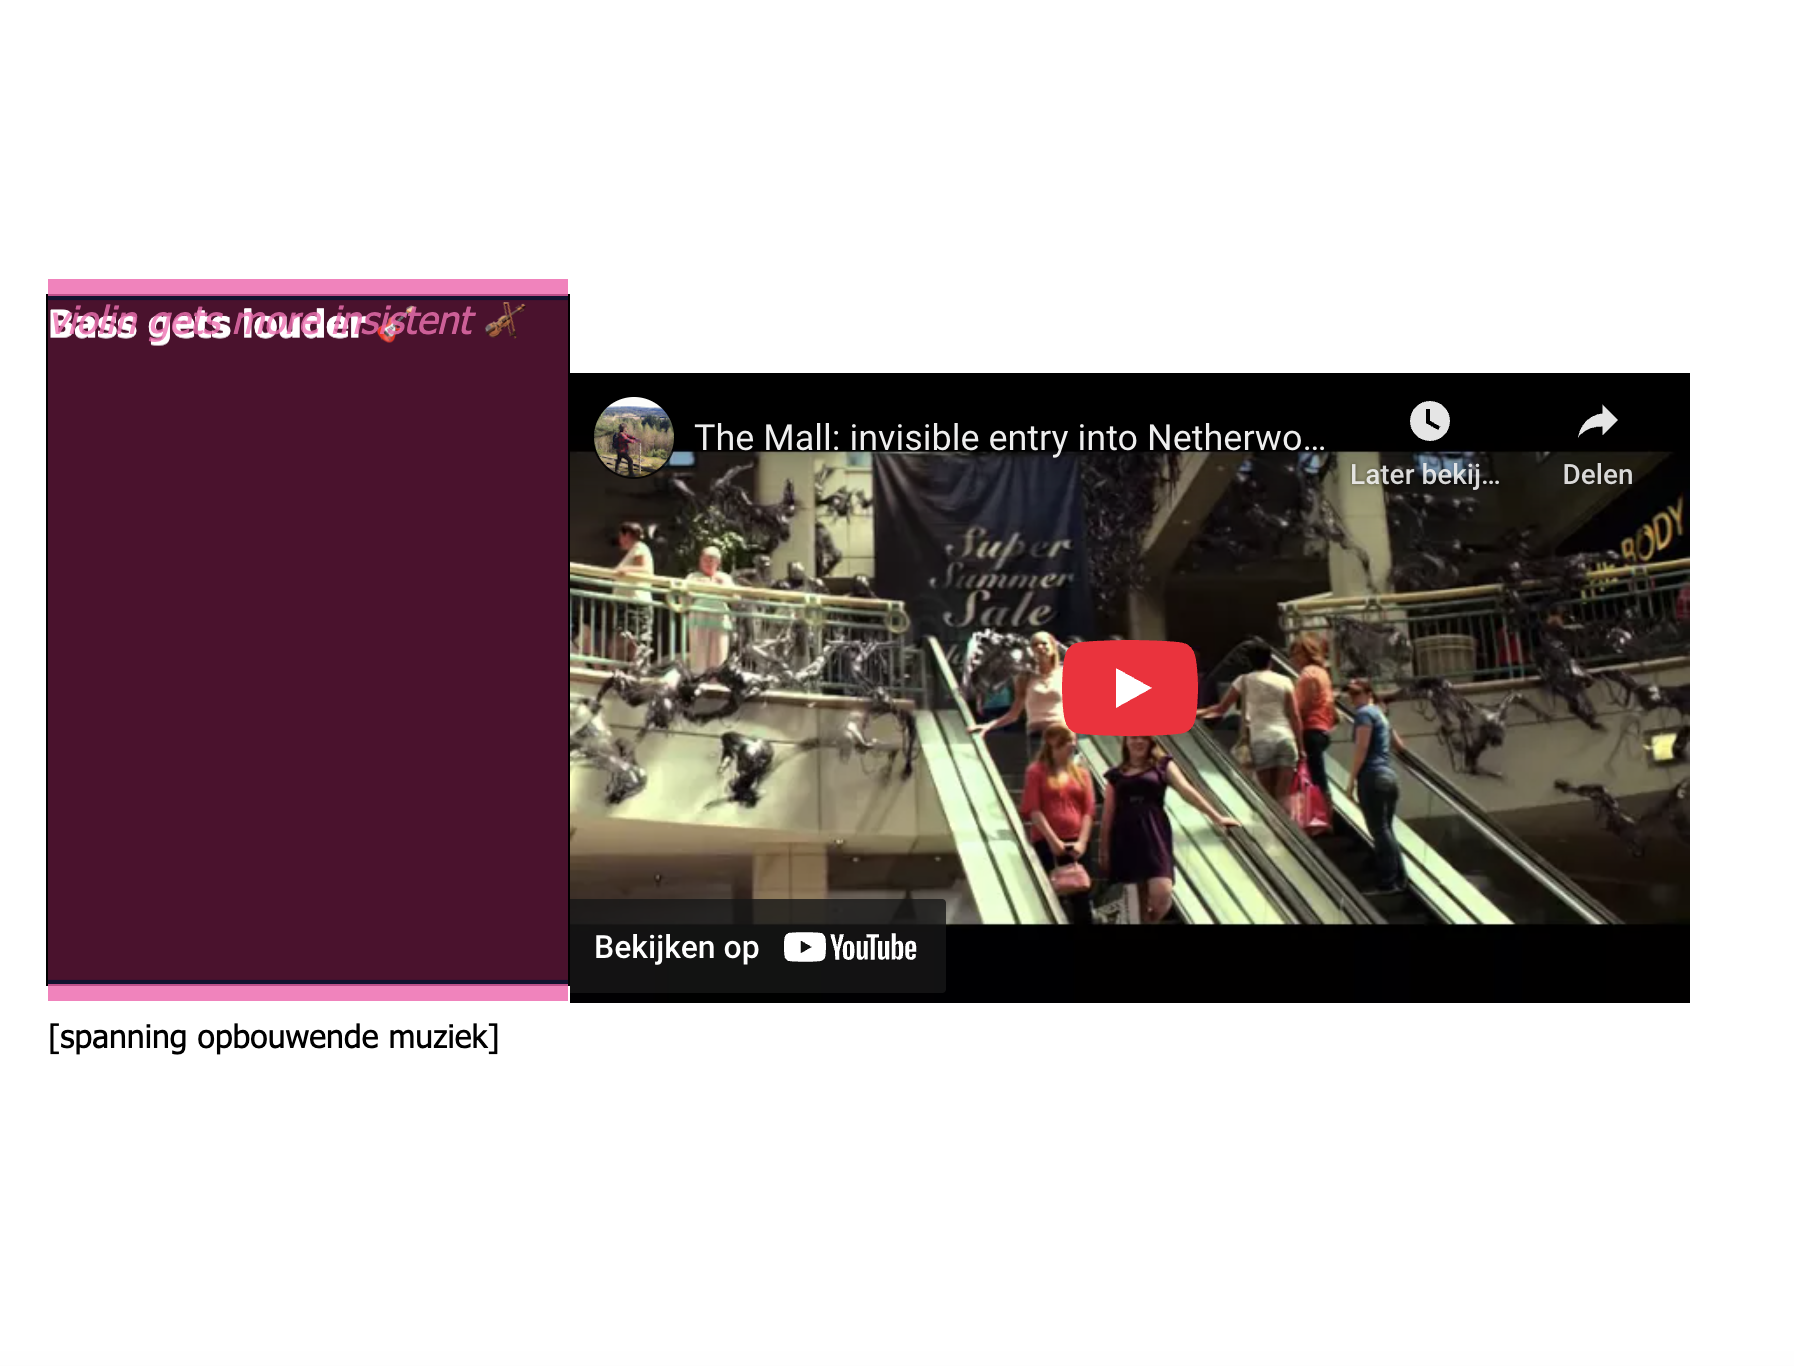 Bass gets louder 🎸
violin gets more insistent 🎻
The Mall: invisible entry into Netherwo...
Later bekij...
Delen
Super
Summer
Sale
BODY
Bekijken op YouTube
[spanning opbouwende muziek]